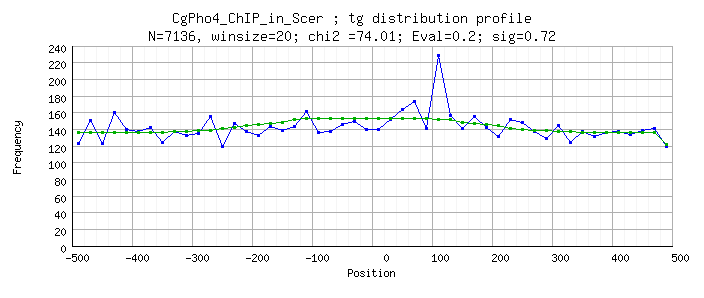 CgPho4_ChIP_in_Scer ; tg distribution profile
N=7136, winsize=20; chi2 =74.01; Eval=0.2; sig=0.72
Frequency
240
220
200
180
160
140
120
100
80
60
40
20
0
-500 -400 -300 -200 -100 0 100 200 300 400 500
Position